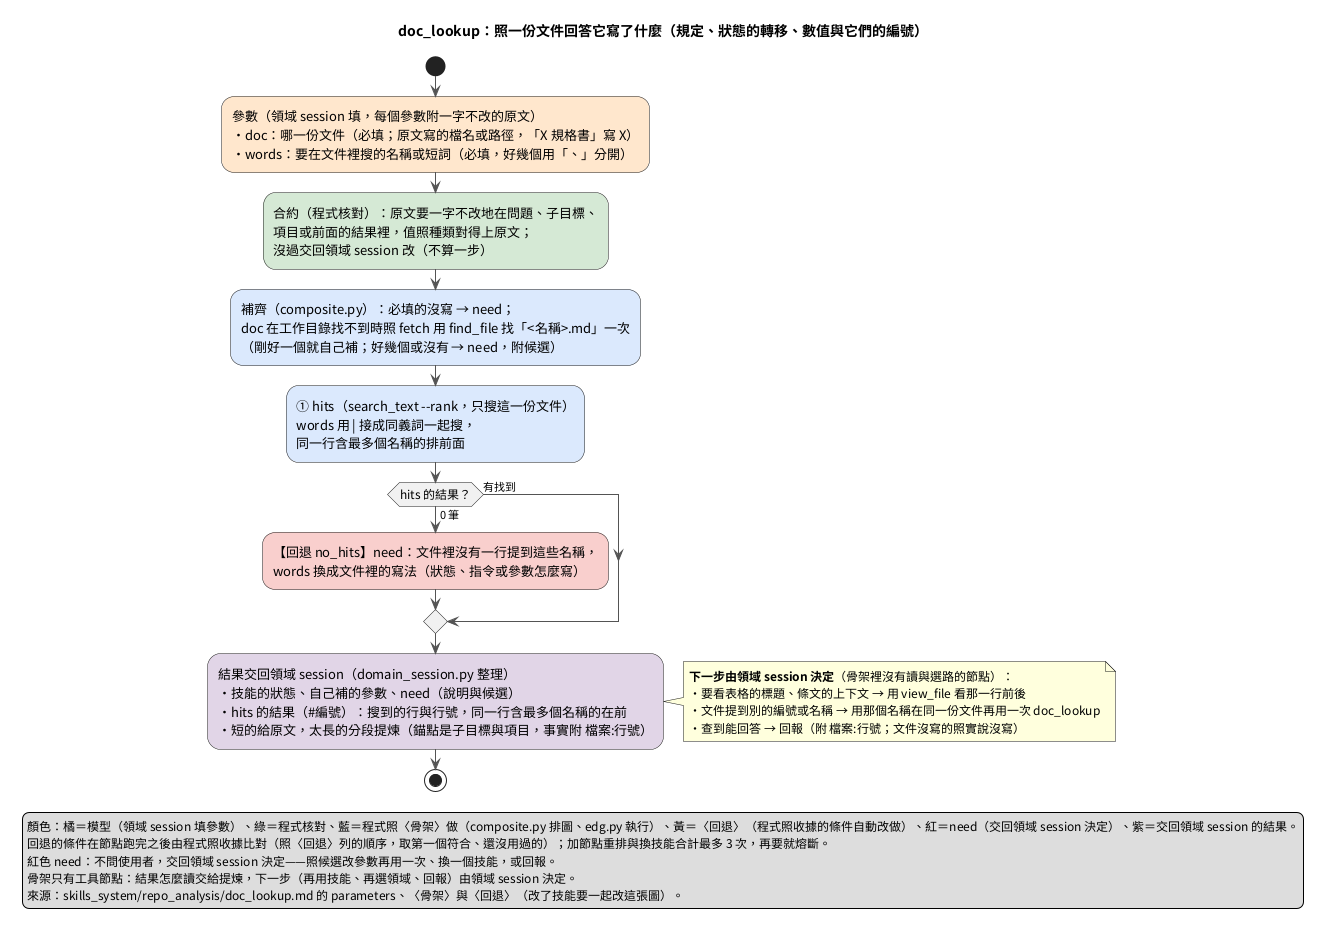 doc_lookup：照一份文件回答它寫了什麼（規定、狀態的轉移、數值與它們的編號）
參數（領域 session 填，每個參數附一字不改的原文）
・doc：哪一份文件（必填；原文寫的檔名或路徑，「X 規格書」寫 X）
・words：要在文件裡搜的名稱或短詞（必填，好幾個用「、」分開）
合約（程式核對）：原文要一字不改地在問題、子目標、
項目或前面的結果裡，值照種類對得上原文；
沒過交回領域 session 改（不算一步）
補齊（composite.py）：必填的沒寫 → need；
doc 在工作目錄找不到時照 fetch 用 find_file 找「<名稱>.md」一次
（剛好一個就自己補；好幾個或沒有 → need，附候選）
① hits（search_text --rank，只搜這一份文件）
words 用 | 接成同義詞一起搜，
同一行含最多個名稱的排前面
hits 的結果？
有找到
0 筆
【回退 no_hits】need：文件裡沒有一行提到這些名稱，
words 換成文件裡的寫法（狀態、指令或參數怎麼寫）
結果交回領域 session（domain_session.py 整理）
・技能的狀態、自己補的參數、need（說明與候選）
・hits 的結果（#編號）：搜到的行與行號，同一行含最多個名稱的在前
・短的給原文，太長的分段提煉（錨點是子目標與項目，事實附 檔案:行號）
下一步由領域 session 決定（骨架裡沒有讀與選路的節點）：
・要看表格的標題、條文的上下文 → 用 view_file 看那一行前後
・文件提到別的編號或名稱 → 用那個名稱在同一份文件再用一次 doc_lookup
・查到能回答 → 回報（附 檔案:行號；文件沒寫的照實說沒寫）
顏色：橘＝模型（領域 session 填參數）、綠＝程式核對、藍＝程式照〈骨架〉做（composite.py 排圖、edg.py 執行）、黃＝〈回退〉（程式照收據的條件自動改做）、紅＝need（交回領域 session 決定）、紫＝交回領域 session 的結果。
回退的條件在節點跑完之後由程式照收據比對（照〈回退〉列的順序，取第一個符合、還沒用過的）；加節點重排與換技能合計最多 3 次，再要就熔斷。
紅色 need：不問使用者，交回領域 session 決定——照候選改參數再用一次、換一個技能，或回報。
骨架只有工具節點：結果怎麼讀交給提煉，下一步（再用技能、再選領域、回報）由領域 session 決定。
來源：skills_system/repo_analysis/doc_lookup.md 的 parameters、〈骨架〉與〈回退〉（改了技能要一起改這張圖）。